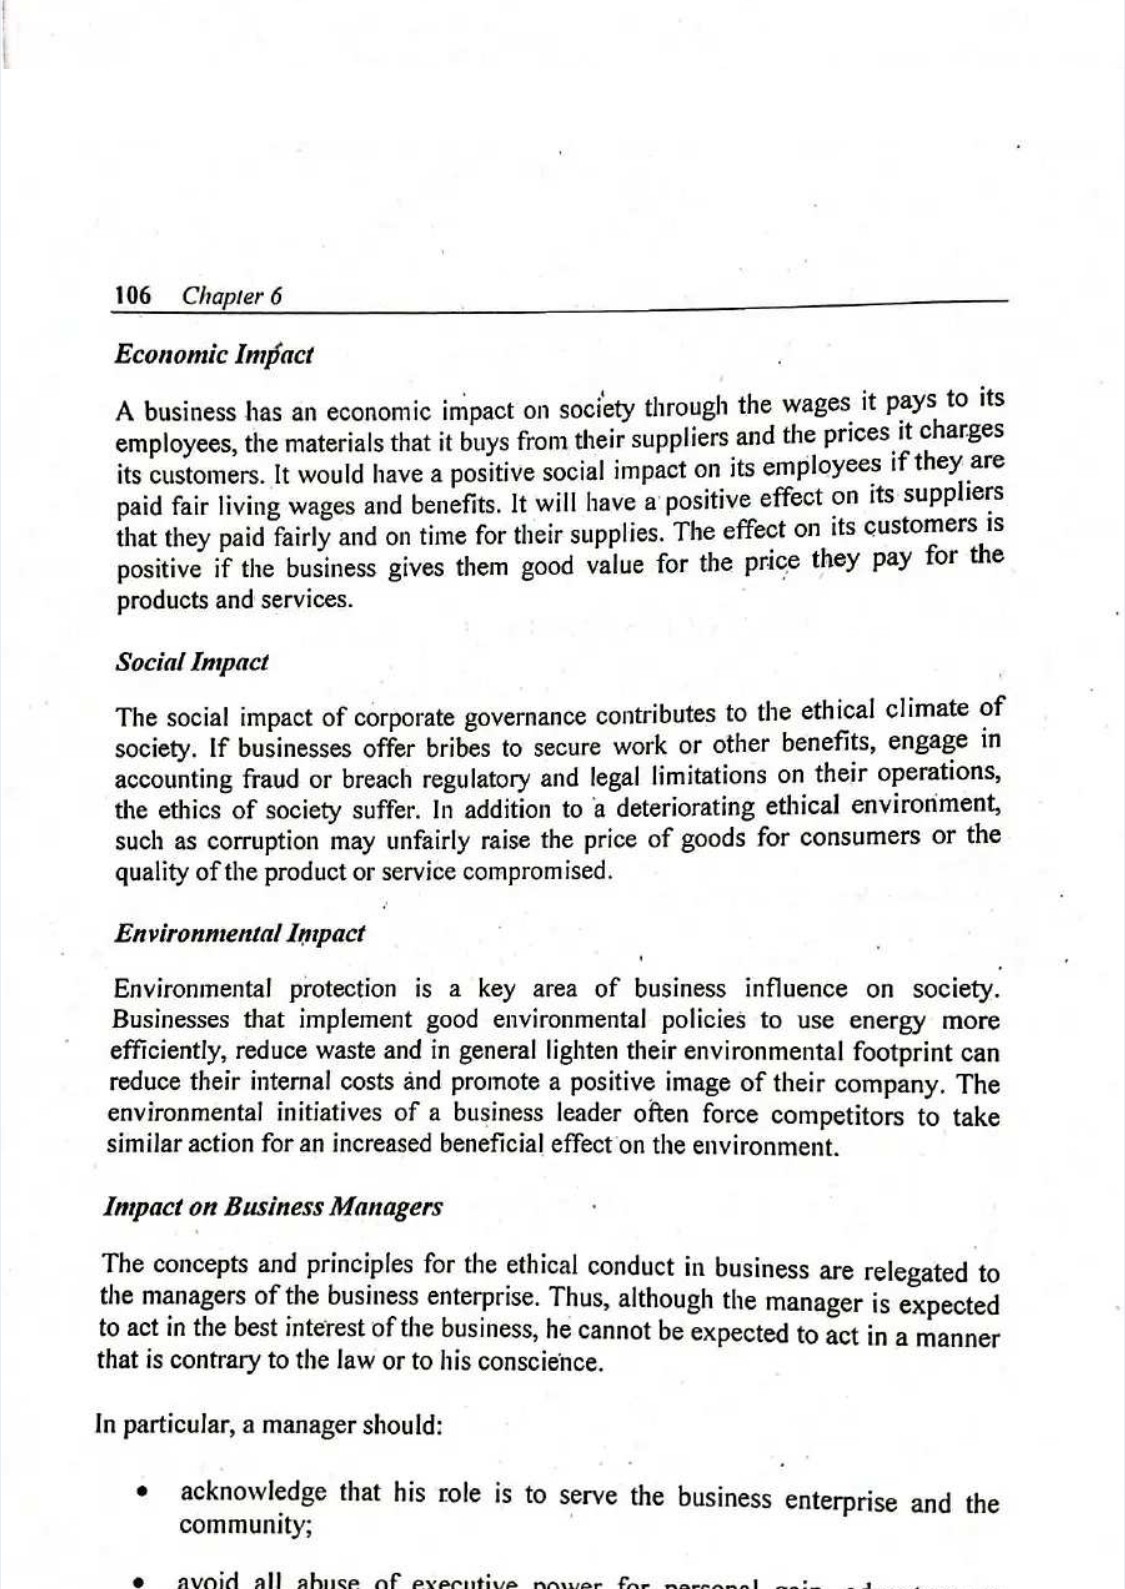 106 Chapter 6
Economic Impact
A business has an economic impact on society through the wages it pays to its
employees, the materials that it buys from their suppliers and the prices it charges
its customers. It would have a positive social impact on its employees if they are
paid fair living wages and benefits. It will have a positive effect on its suppliers
that they paid fairly and on time for their supplies. The effect on its customers is
positive if the business gives them good value for the price they pay for the
products and services.
Social Impact
The social impact of corporate governance contributes to the ethical climate of
society. If businesses offer bribes to secure work or other benefits, engage in
accounting fraud or breach regulatory and legal limitations on their operations,
the ethics of society suffer. In addition to a deteriorating ethical environment,
such as corruption may unfairly raise the price of goods for consumers or the
quality of the product or service compromised.
Environmental Impact
Environmental protection is a key area of business influence on society.
Businesses that implement good environmental policies to use energy more
efficiently, reduce waste and in general lighten their environmental footprint can
reduce their internal costs and promote a positive image of their company. The
environmental initiatives of a business leader often force competitors to take
similar action for an increased beneficial effect on the environment.
Impact on Business Managers
The concepts and principles for the ethical conduct in business are relegated to
the managers of the business enterprise. Thus, although the manager is expected
to act in the best interest of the business, he cannot be expected to act in a manner
that is contrary to the law or to his conscience.
In particular, a manager should:
• acknowledge that his role is to serve the business enterprise and the
community;
• avoid all abuse of executive power for personal gain,